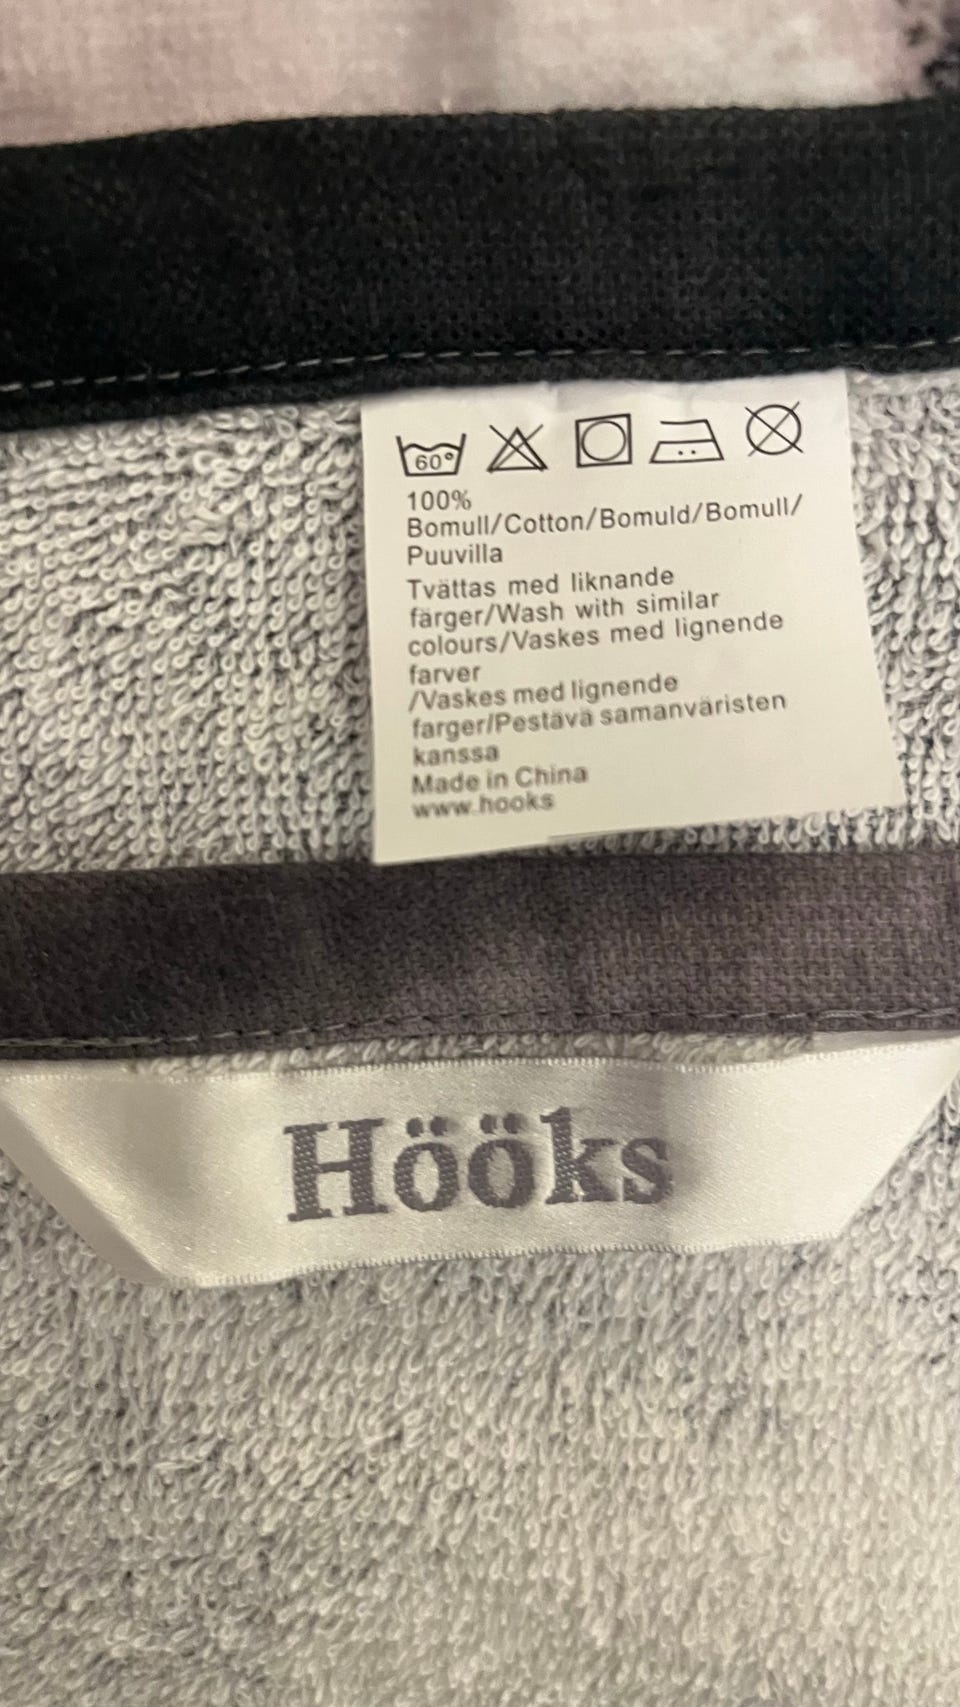 60°
100%
Bomull/Cotton/Bomuld/Bomull/
Puuvilla
Tvättas med liknande
färger/Wash with similar
colours/Vaskes med lignende
farver
/Vaskes med lignende
farger/Pestävä samanväristen
kanssa
Made in China
www.hooks
Hööks